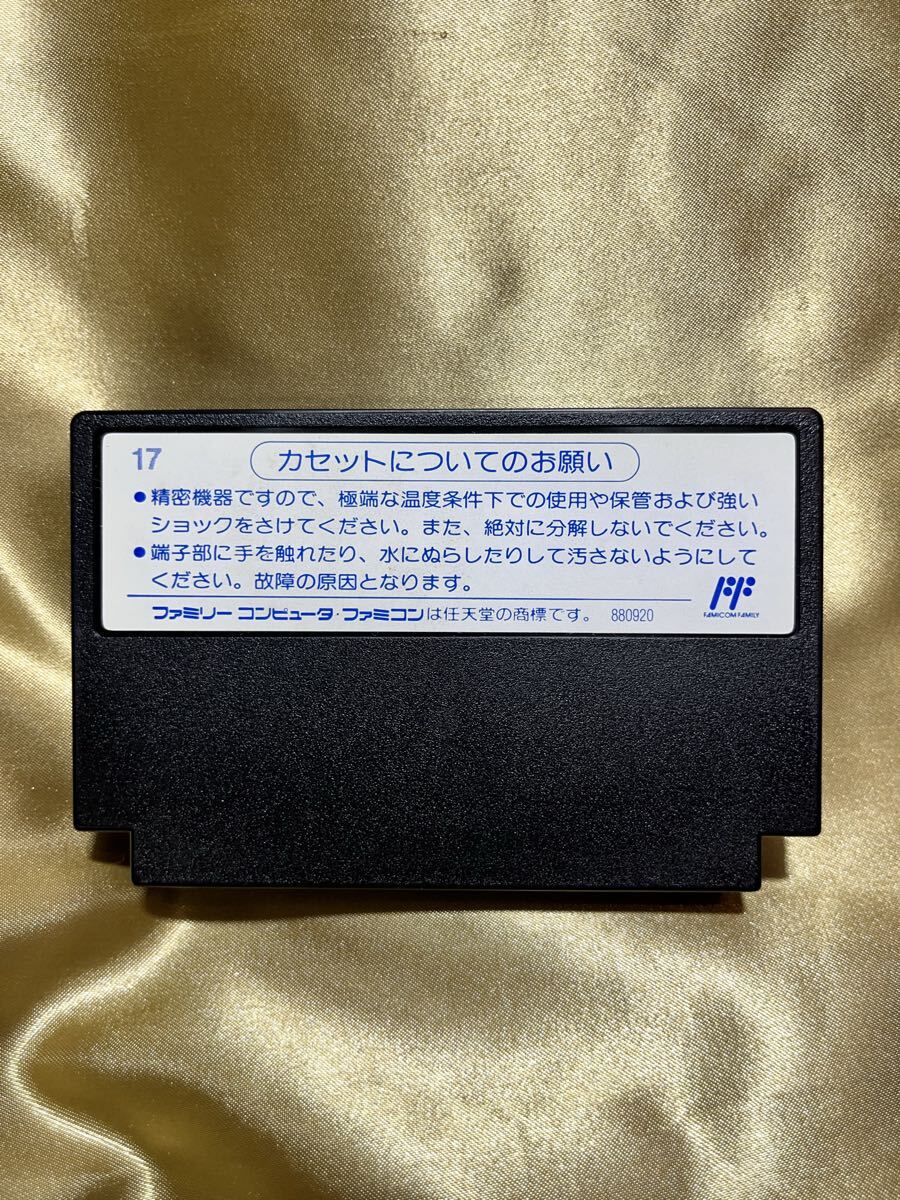 17
カセットについてのお願い
●精密機器ですので、極端な温度条件下での使用や保管および強い
ショックをさけてください。また、絶対に分解しないでください。
●端子部に手を触れたり、水にぬらしたりして汚さないようにして
ください。故障の原因となります。
FAMICOM FAMILY
ファミリーコンピュータ・ファミコンは任天堂の商標です。 880920